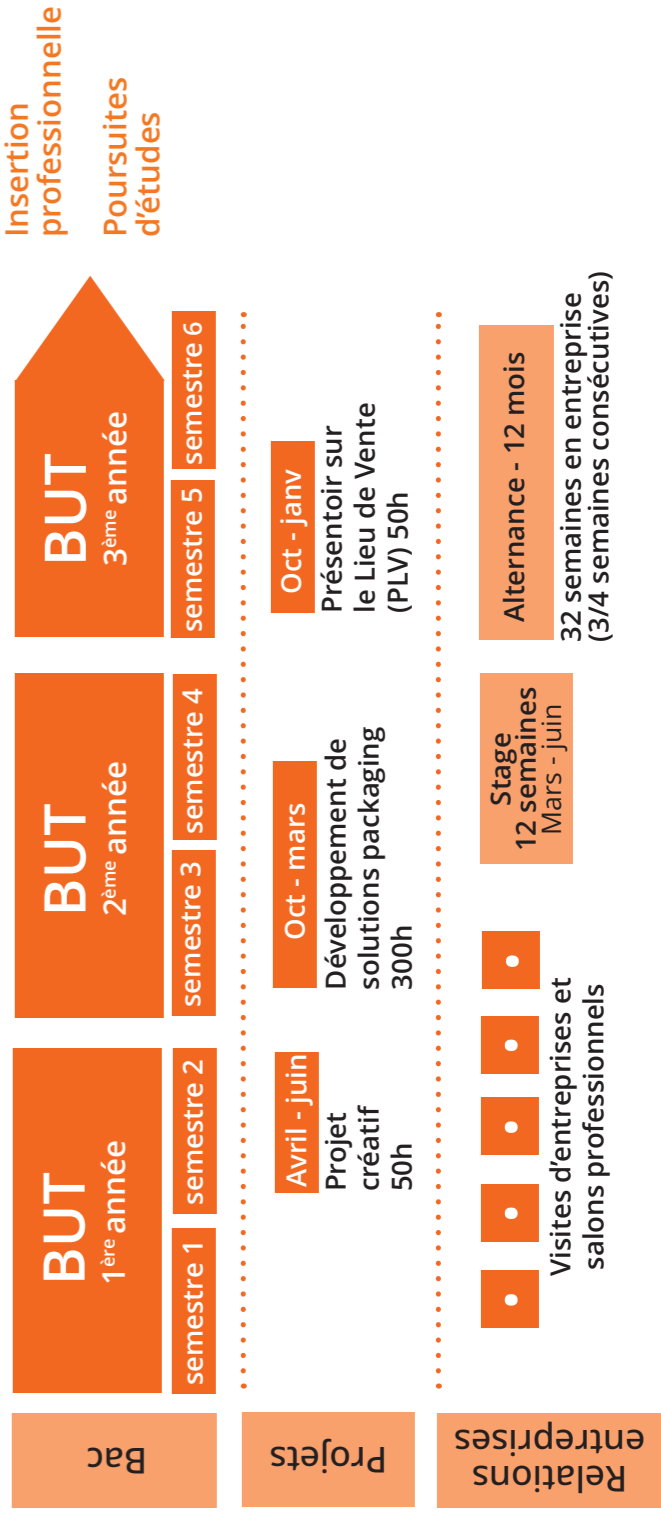 Bac
BUT
1ère année
semestre 1
semestre 2
BUT
2ème année
semestre 3
semestre 4
BUT
3ème année
semestre 5
semestre 6
Insertion
professionnelle
Poursuites
d'études
Projets
Avril - juin
Projet
créatif
50h
Oct - mars
Développement de
solutions packaging
300h
Oct - janv
Présentoir sur
le Lieu de Vente
(PLV) 50h
Relations
entreprises
Visites d'entreprises et
salons professionnels
Stage
12 semaines
Mars - juin
Alternance - 12 mois
32 semaines en entreprise
(3/4 semaines consécutives)